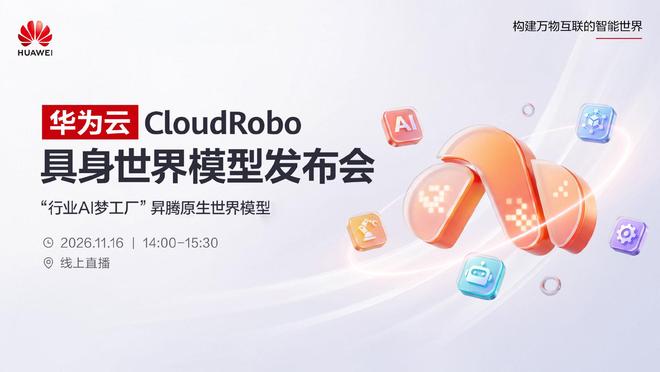 HUAWEI
构建万物互联的智能世界
华为云 CloudRobo
具身世界模型发布会
“行业AI梦工厂” 昇腾原生世界模型
2026.11.16 | 14:00-15:30
线上直播
AI